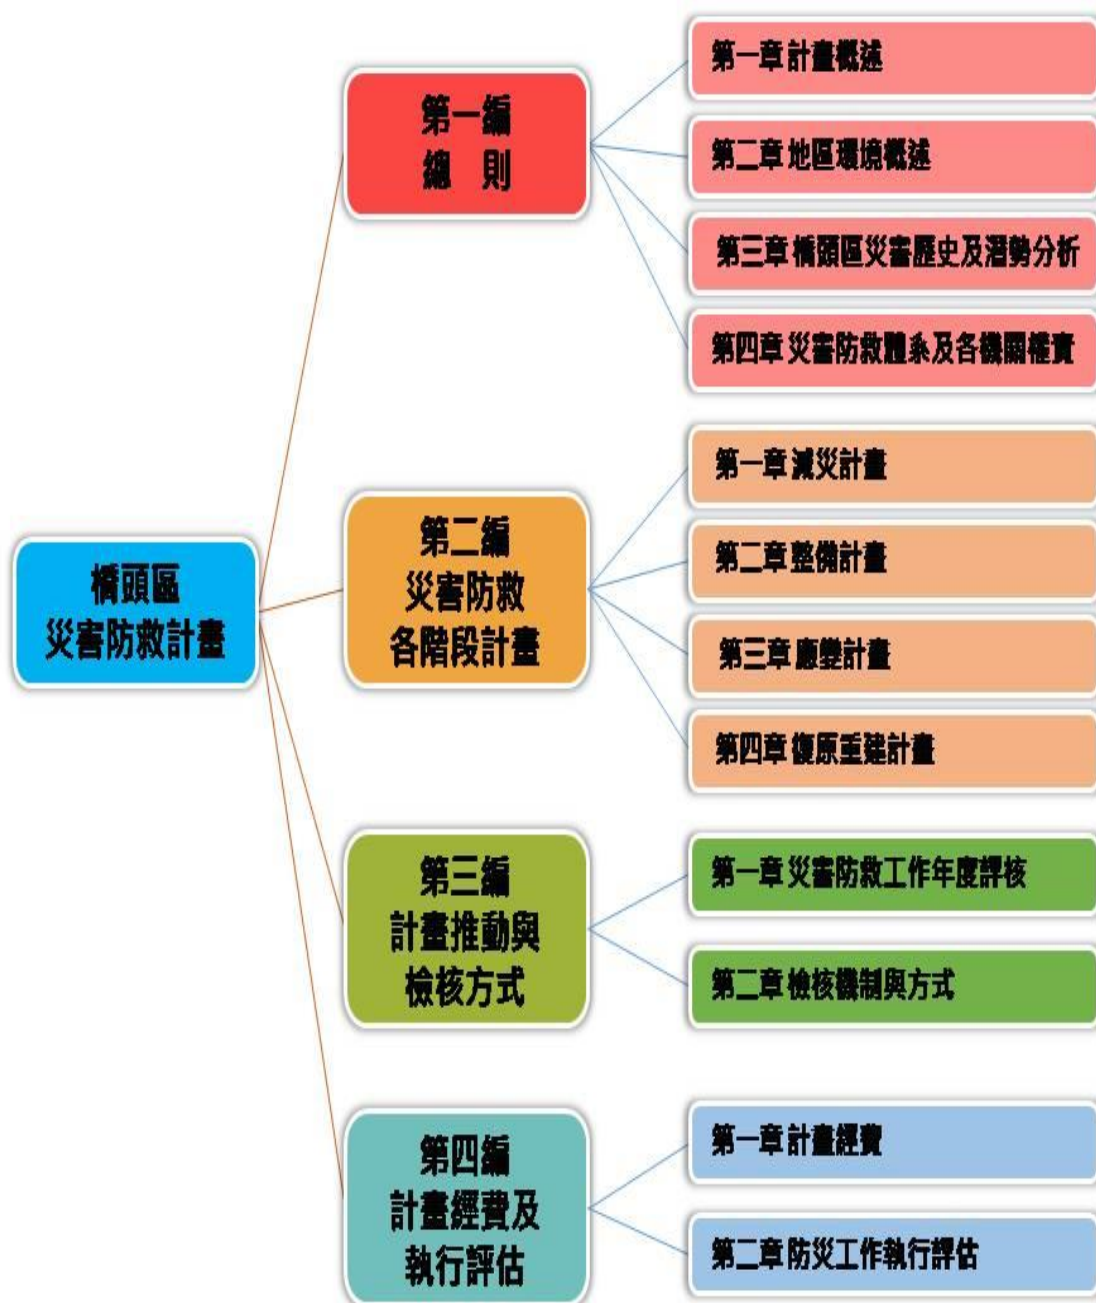 橋頭區
災害防救計畫
第一編
總 則
第一章 計畫概述
第二章 地區環境概述
第三章 橋頭區災害歷史及潛勢分析
第四章 災害防救體系及各機關權責
第二編
災害防救
各階段計畫
第一章 減災計畫
第二章 整備計畫
第三章 應變計畫
第四章 復原重建計畫
第三編
計畫推動與
檢核方式
第一章 災害防救工作年度評核
第二章 檢核機制與方式
第四編
計畫經費及
執行評估
第一章 計畫經費
第二章 防災工作執行評估